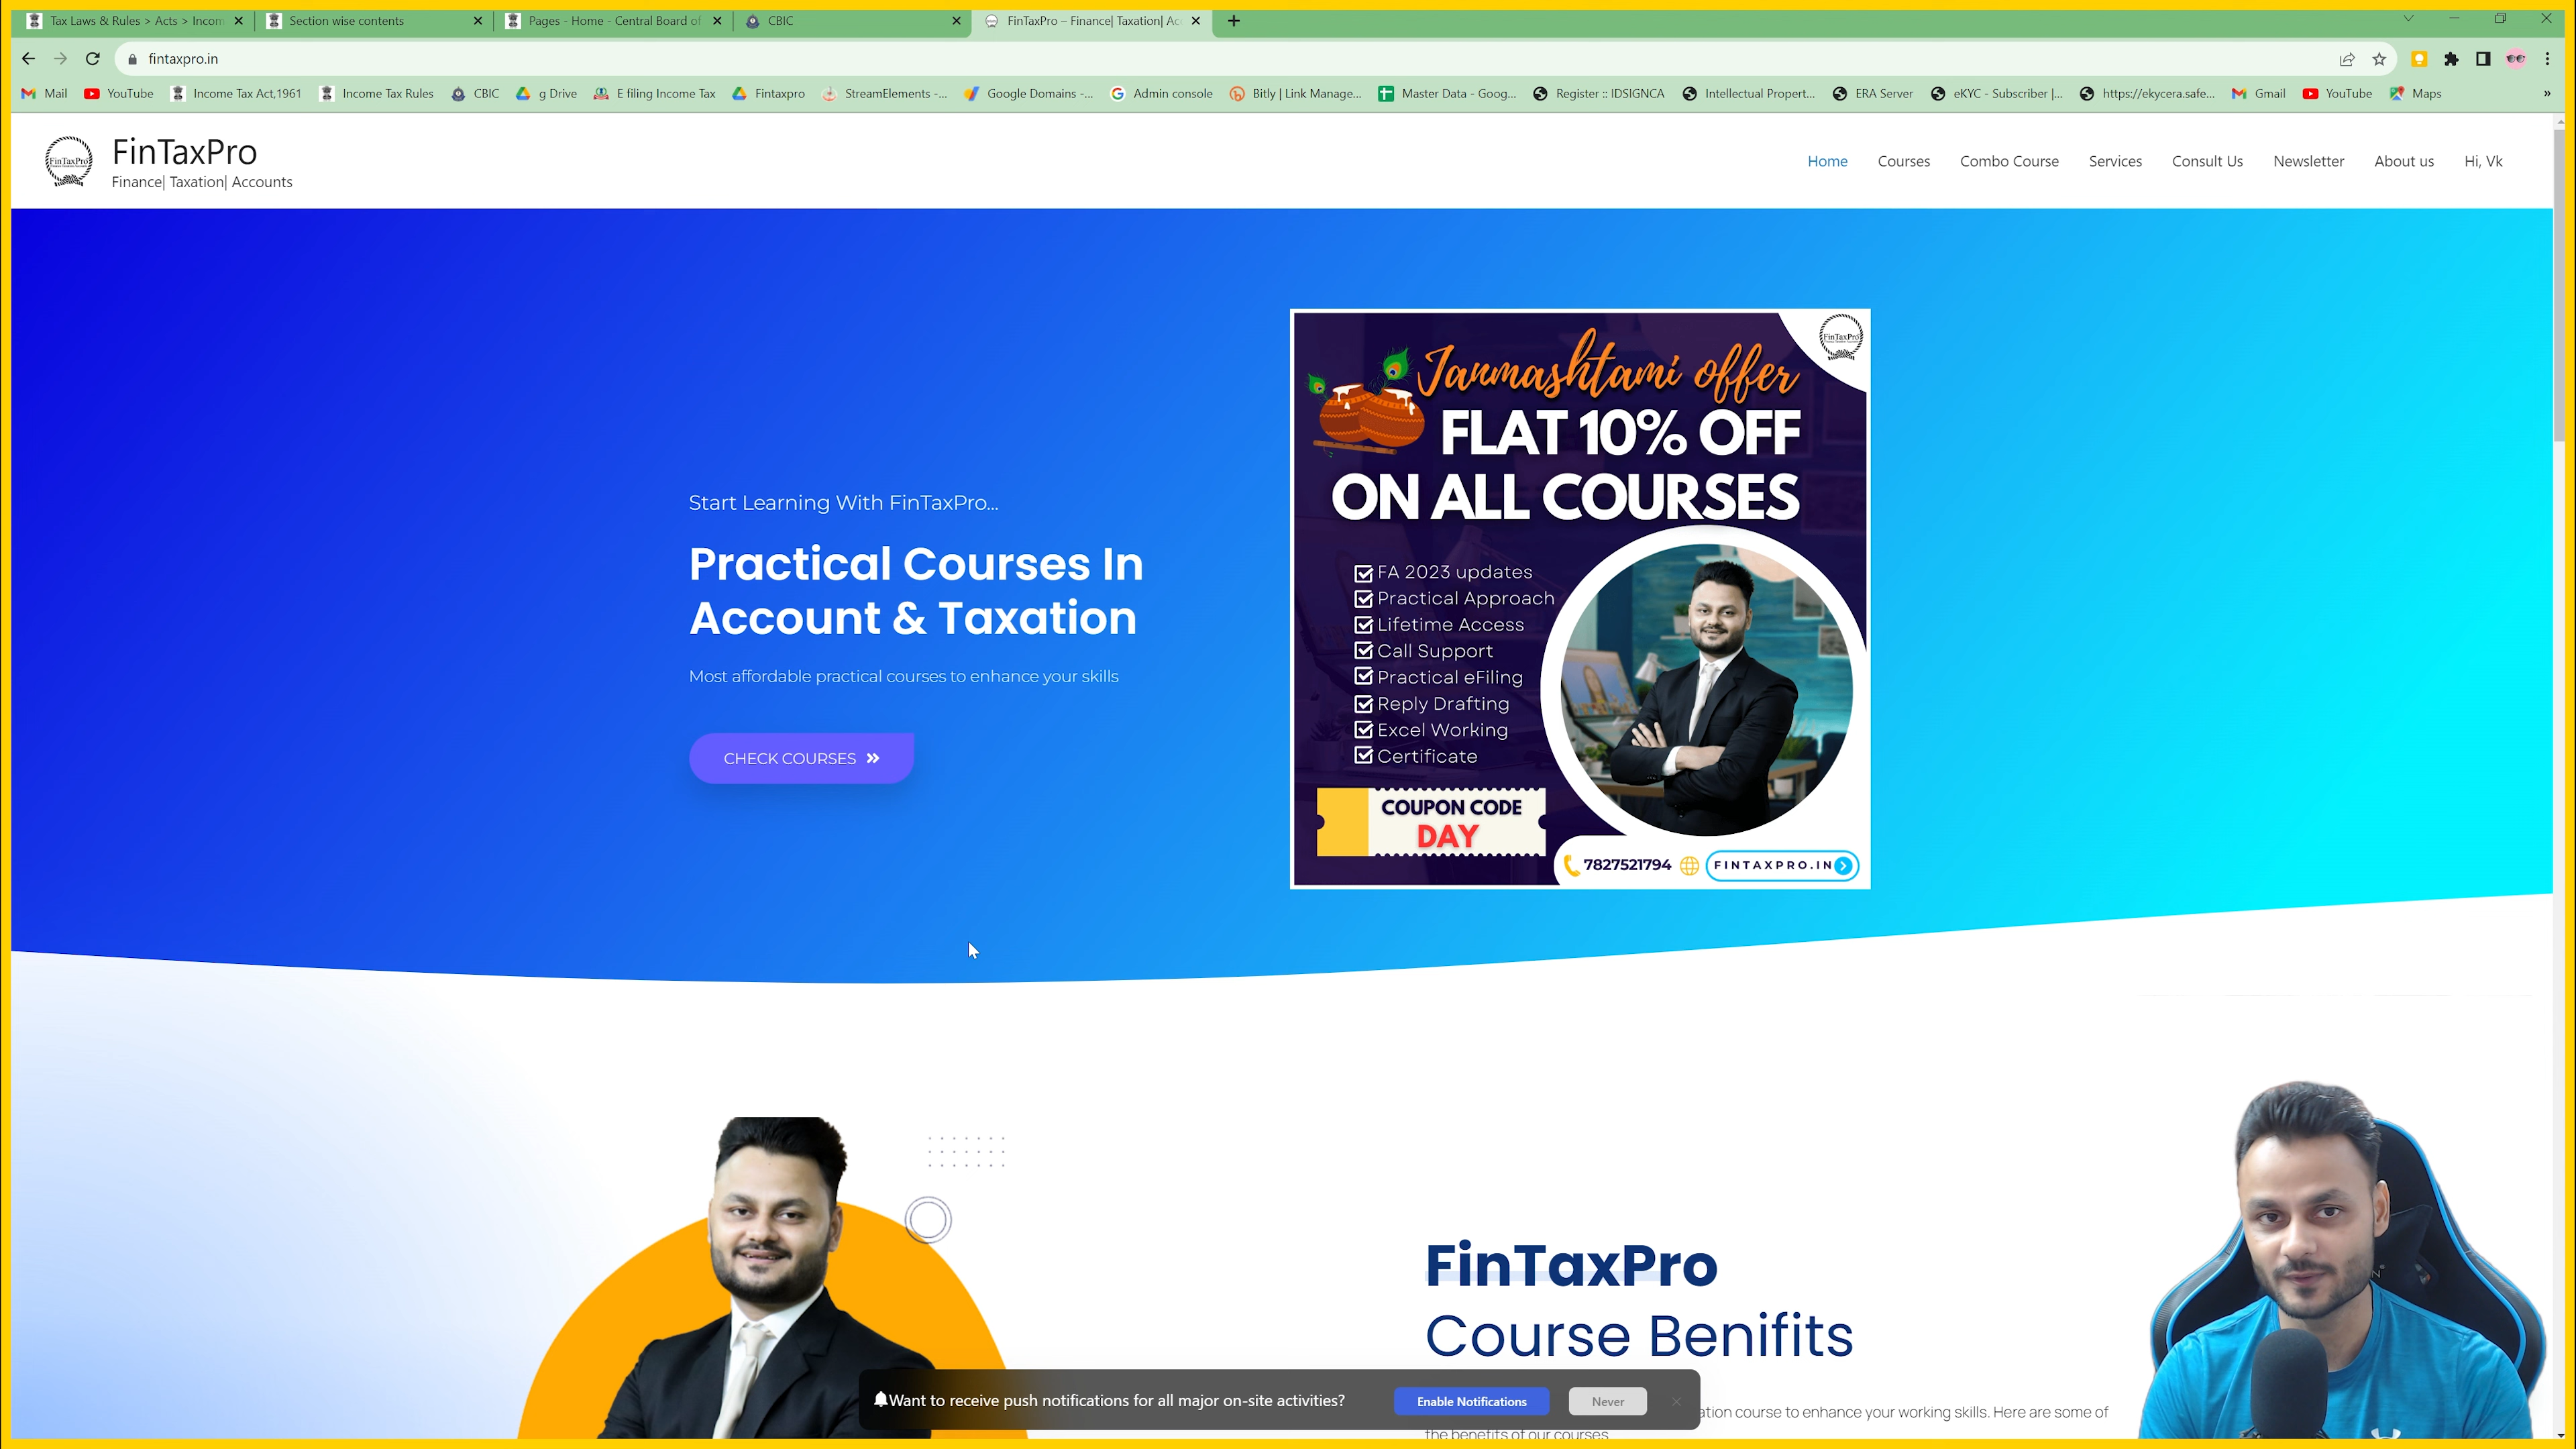 Tax Laws & Rules > Acts > Incom
Section wise contents
Pages - Home - Central Board of
CBIC
FinTaxPro – Finance| Taxation| Ac
fintaxpro.in
Mail
YouTube
Income Tax Act,1961
Income Tax Rules
CBIC
g Drive
E filing Income Tax
Fintaxpro
StreamElements -...
Google Domains -...
Admin console
Bitly | Link Manage...
Master Data - Goog...
Register :: IDSIGNCA
Intellectual Propert...
ERA Server
eKYC - Subscriber |...
https://ekycera.safe...
Gmail
YouTube
Maps
»
FinTaxPro
FinTaxPro
Finance| Taxation| Accounts
Home
Courses
Combo Course
Services
Consult Us
Newsletter
About us
Hi, Vk
Start Learning With FinTaxPro...
Practical Courses In
Account & Taxation
Most affordable practical courses to enhance your skills
CHECK COURSES »
FinTaxPro
Janmashtami offer
FLAT 10% OFF
ON ALL COURSES
FA 2023 updates
Practical Approach
Lifetime Access
Call Support
Practical eFiling
Reply Drafting
Excel Working
Certificate
COUPON CODE
DAY
7827521794
FINTAXPRO.IN
FinTaxPro
Course Benifits
Want to receive push notifications for all major on-site activities?
Enable Notifications
Never
ation course to enhance your working skills. Here are some of
the benefits of our courses